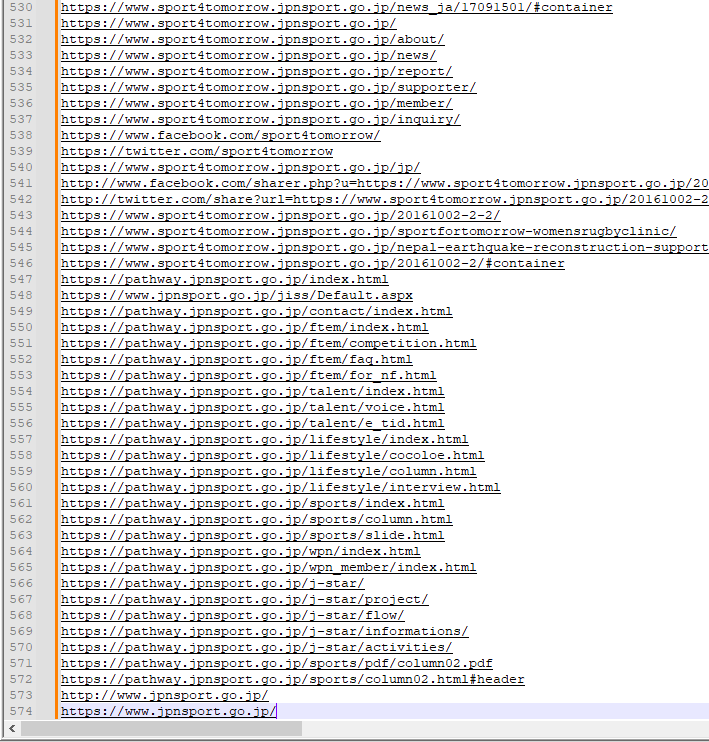 530 https://www.sport4tomorrow.jpnsport.go.jp/news_ja/17091501/#container
531 https://www.sport4tomorrow.jpnsport.go.jp/
532 https://www.sport4tomorrow.jpnsport.go.jp/about/
533 https://www.sport4tomorrow.jpnsport.go.jp/news/
534 https://www.sport4tomorrow.jpnsport.go.jp/report/
535 https://www.sport4tomorrow.jpnsport.go.jp/supporter/
536 https://www.sport4tomorrow.jpnsport.go.jp/member/
537 https://www.sport4tomorrow.jpnsport.go.jp/inquiry/
538 https://www.facebook.com/sport4tomorrow/
539 https://twitter.com/sport4tomorrow
540 https://www.sport4tomorrow.jpnsport.go.jp/jp/
541 http://www.facebook.com/sharer.php?u=https://www.sport4tomorrow.jpnsport.go.jp/20
542 http://twitter.com/share?url=https://www.sport4tomorrow.jpnsport.go.jp/20161002-2
543 https://www.sport4tomorrow.jpnsport.go.jp/20161002-2-2/
544 https://www.sport4tomorrow.jpnsport.go.jp/sportfortomorrow-womensrugbyclinic/
545 https://www.sport4tomorrow.jpnsport.go.jp/nepal-earthquake-reconstruction-support
546 https://www.sport4tomorrow.jpnsport.go.jp/20161002-2/#container
547 https://pathway.jpnsport.go.jp/index.html
548 https://www.jpnsport.go.jp/jiss/Default.aspx
549 https://pathway.jpnsport.go.jp/contact/index.html
550 https://pathway.jpnsport.go.jp/ftem/index.html
551 https://pathway.jpnsport.go.jp/ftem/competition.html
552 https://pathway.jpnsport.go.jp/ftem/faq.html
553 https://pathway.jpnsport.go.jp/ftem/for_nf.html
554 https://pathway.jpnsport.go.jp/talent/index.html
555 https://pathway.jpnsport.go.jp/talent/voice.html
556 https://pathway.jpnsport.go.jp/talent/e_tid.html
557 https://pathway.jpnsport.go.jp/lifestyle/index.html
558 https://pathway.jpnsport.go.jp/lifestyle/cocoloe.html
559 https://pathway.jpnsport.go.jp/lifestyle/column.html
560 https://pathway.jpnsport.go.jp/lifestyle/interview.html
561 https://pathway.jpnsport.go.jp/sports/index.html
562 https://pathway.jpnsport.go.jp/sports/column.html
563 https://pathway.jpnsport.go.jp/sports/slide.html
564 https://pathway.jpnsport.go.jp/wpn/index.html
565 https://pathway.jpnsport.go.jp/wpn_member/index.html
566 https://pathway.jpnsport.go.jp/j-star/
567 https://pathway.jpnsport.go.jp/j-star/project/
568 https://pathway.jpnsport.go.jp/j-star/flow/
569 https://pathway.jpnsport.go.jp/j-star/informations/
570 https://pathway.jpnsport.go.jp/j-star/activities/
571 https://pathway.jpnsport.go.jp/sports/pdf/column02.pdf
572 https://pathway.jpnsport.go.jp/sports/column02.html#header
573 http://www.jpnsport.go.jp/
574 https://www.jpnsport.go.jp/